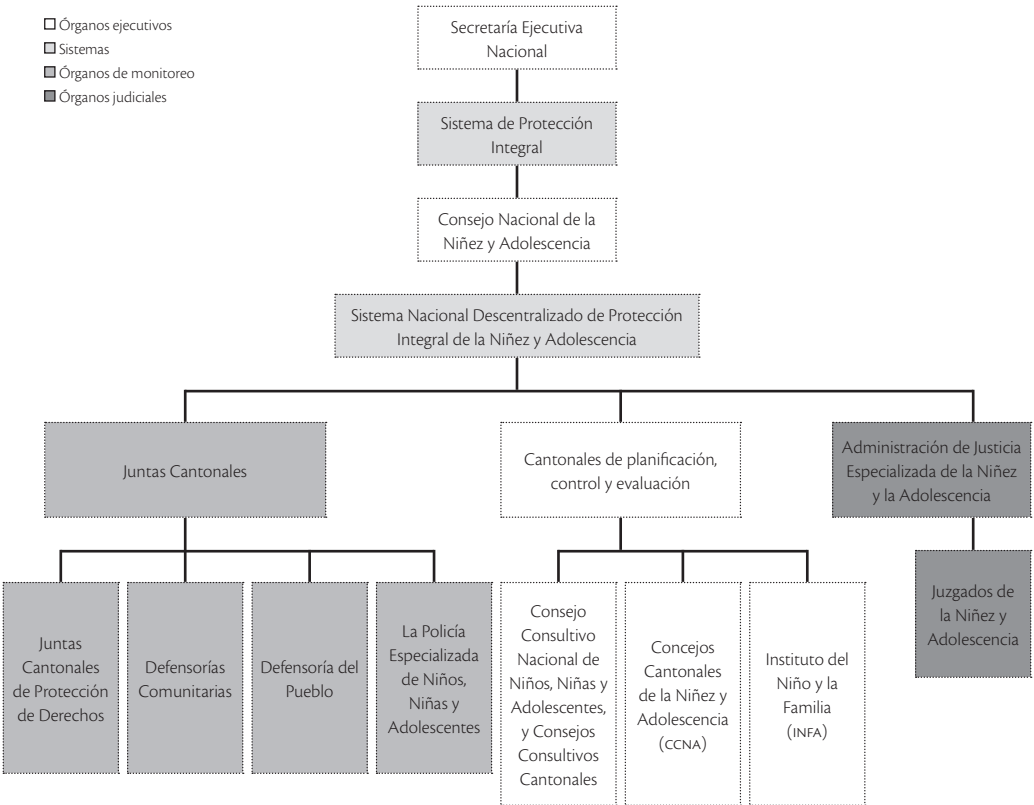 Órganos ejecutivos
Sistemas
Órganos de monitoreo
Órganos judiciales
Secretaría Ejecutiva
Nacional
Sistema de Protección
Integral
Consejo Nacional de la
Niñez y Adolescencia
Sistema Nacional Descentralizado de Protección
Integral de la Niñez y Adolescencia
Juntas Cantonales
Cantonales de planificación,
control y evaluación
Administración de Justicia
Especializada de la Niñez
y la Adolescencia
Juntas
Cantonales
de Protección
de Derechos
Defensorías
Comunitarias
Defensoría del
Pueblo
La Policía
Especializada
de Niños,
Niñas y
Adolescentes
Consejo
Consultivo
Nacional de
Niños, Niñas y
Adolescentes,
y Consejos
Consultivos
Cantonales
Concejos
Cantonales
de la Niñez y
Adolescencia
(CCNA)
Instituto del
Niño y la
Familia
(INFA)
Juzgados de
la Niñez y
Adolescencia